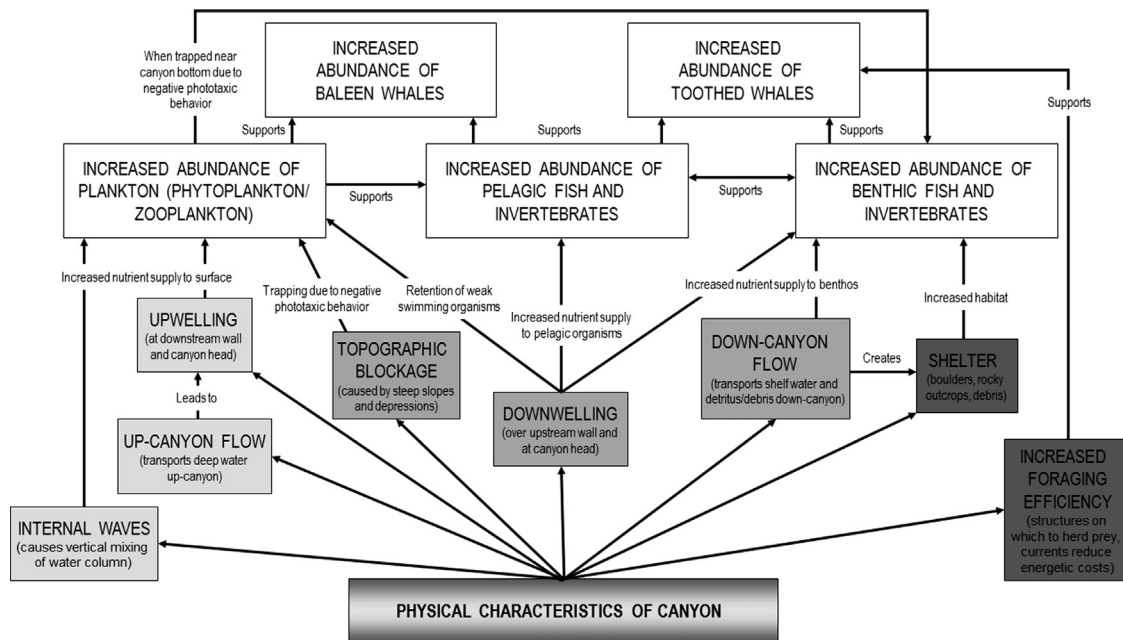 When trapped near
canyon bottom due to
negative phototaxic
behavior
INCREASED
ABUNDANCE OF
BALEEN WHALES
INCREASED
ABUNDANCE OF
TOOTHED WHALES
Supports
Supports
Supports
Supports
INCREASED ABUNDANCE OF
PLANKTON (PHYTOPLANKTON/
ZOOPLANKTON)
Supports
INCREASED ABUNDANCE OF
PELAGIC FISH AND
INVERTEBRATES
Supports
INCREASED ABUNDANCE OF
BENTHIC FISH AND
INVERTEBRATES
Increased nutrient supply to surface
Trapping due to negative
phototaxic behavior
Retention of weak
swimming organisms
Increased nutrient supply
to pelagic organisms
Increased nutrient supply to benthos
Increased habitat
UPWELLING
(at downstream wall
and canyon head)
TOPOGRAPHIC
BLOCKAGE
(caused by steep slopes
and depressions)
DOWN-CANYON
FLOW
(transports shelf water and
detritus/debris down-canyon)
Creates
SHELTER
(boulders, rocky
outcrops, debris)
Leads to
DOWNWELLING
(over upstream wall and
at canyon head)
UP-CANYON FLOW
(transports deep water
up-canyon)
INCREASED
FORAGING
EFFICIENCY
(structures on
which to herd prey,
currents reduce
energetic costs)
INTERNAL WAVES
(causes vertical mixing
of water column)
PHYSICAL CHARACTERISTICS OF CANYON